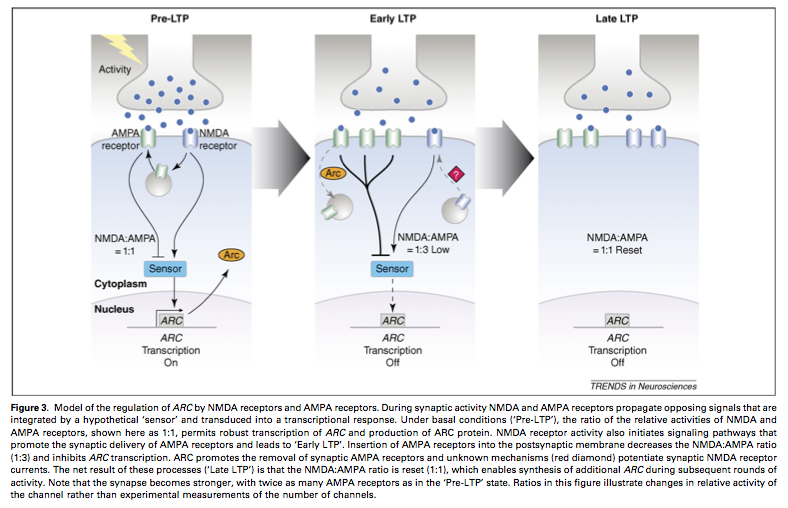 Pre-LTP
Early LTP
Late LTP
Activity
AMPA
receptor
NMDA
receptor
NMDA:AMPA
= 1:1
Sensor
Arc
Cytoplasm
Nucleus
ARC
ARC
Transcription
On
Arc
?
NMDA:AMPA
= 1:3 Low
Sensor
ARC
ARC
Transcription
Off
NMDA:AMPA
= 1:1 Reset
ARC
ARC
Transcription
Off
TRENDS in Neurosciences
Figure 3. Model of the regulation of ARC by NMDA receptors and AMPA receptors. During synaptic activity NMDA and AMPA receptors propagate opposing signals that are
integrated by a hypothetical ‘sensor’ and transduced into a transcriptional response. Under basal conditions (‘Pre-LTP’), the ratio of the relative activities of NMDA and
AMPA receptors, shown here as 1:1, permits robust transcription of ARC and production of ARC protein. NMDA receptor activity also initiates signaling pathways that
promote the synaptic delivery of AMPA receptors and leads to ‘Early LTP’. Insertion of AMPA receptors into the postsynaptic membrane decreases the NMDA:AMPA ratio
(1:3) and inhibits ARC transcription. ARC promotes the removal of synaptic AMPA receptors and unknown mechanisms (red diamond) potentiate synaptic NMDA receptor
currents. The net result of these processes (‘Late LTP’) is that the NMDA:AMPA ratio is reset (1:1), which enables synthesis of additional ARC during subsequent rounds of
activity. Note that the synapse becomes stronger, with twice as many AMPA receptors as in the ‘Pre-LTP’ state. Ratios in this figure illustrate changes in relative activity of
the channel rather than experimental measurements of the number of channels.